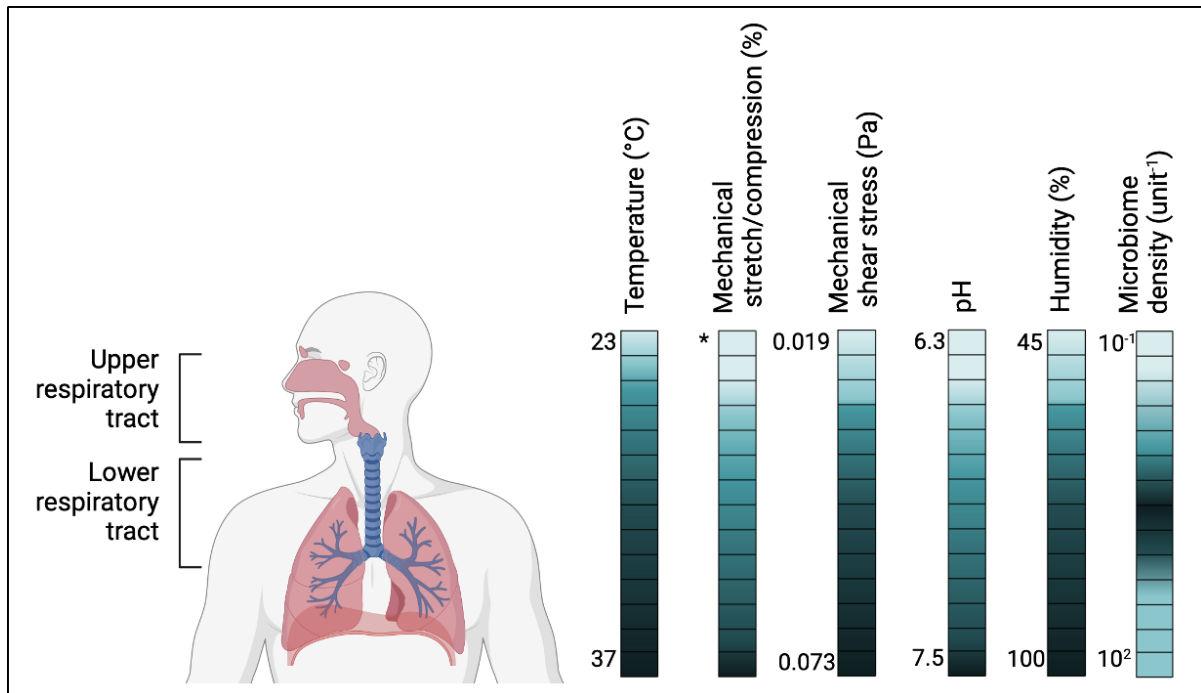 Temperature (°C)
Mechanical
stretch/compression (%)
Mechanical
shear stress (Pa)
pH
Humidity (%)
Microbiome
density (unit⁻¹)
Upper
respiratory
tract
Lower
respiratory
tract
23
*
0.019
6.3
45
10⁻¹
37
0.073
7.5
100
10²